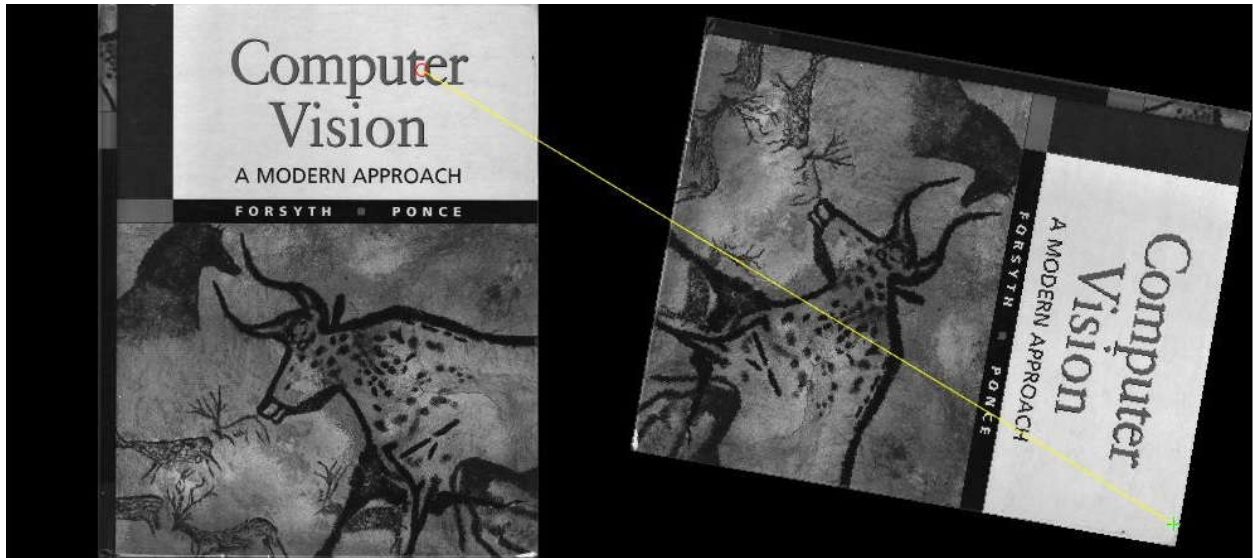 Computer
Vision
A MODERN APPROACH
FORSYTH PONCE
Computer
Vision
A MODERN APPROACH
FORSYTH PONCE